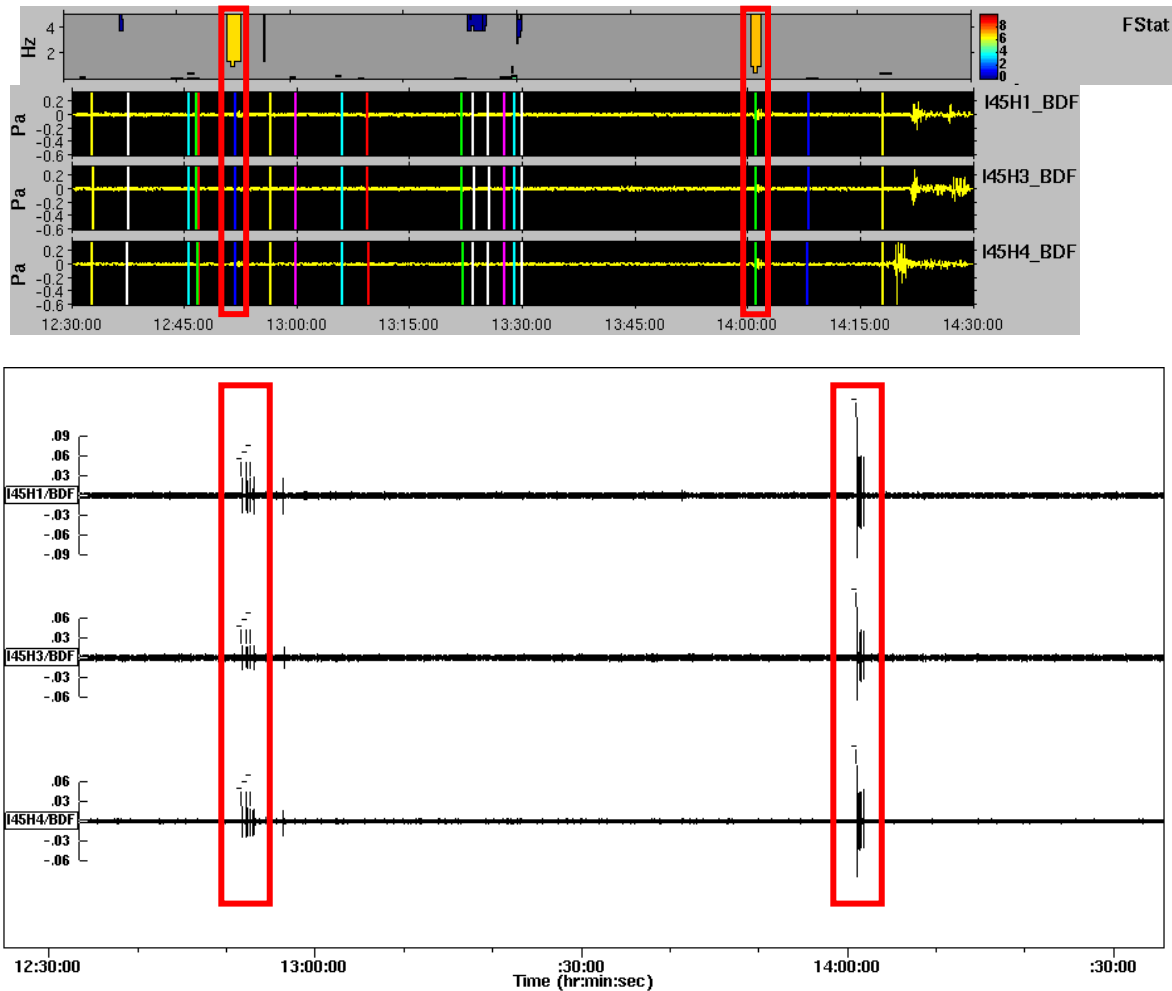 Hz
4
2
8
6
4
2
0
FStat
Pa
0.2
0
-0.2
-0.4
-0.6
I45H1_BDF
Pa
0.2
0
-0.2
-0.4
-0.6
I45H3_BDF
Pa
0.2
0
-0.2
-0.4
-0.6
I45H4_BDF
12:30:00 12:45:00 13:00:00 13:15:00 13:30:00 13:45:00 14:00:00 14:15:00 14:30:00
.09
.06
.03
I45H1/BDF
-.03
-.06
-.09
.06
.03
I45H3/BDF
-.03
-.06
.06
.03
I45H4/BDF
-.03
-.06
12:30:00 13:00:00 :30:00 14:00:00 :30:00
Time (hr:min:sec)